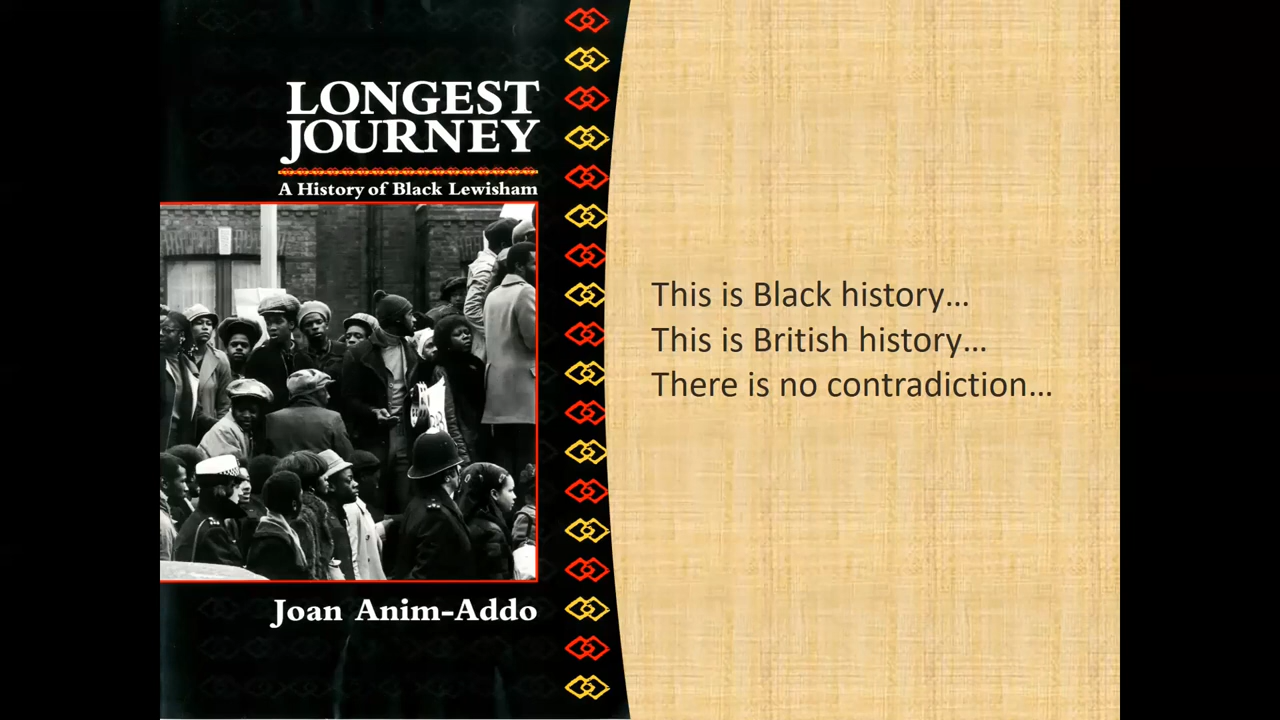 LONGEST
JOURNEY
A History of Black Lewisham
Joan Anim-Addo
This is Black history...
This is British history...
There is no contradiction...